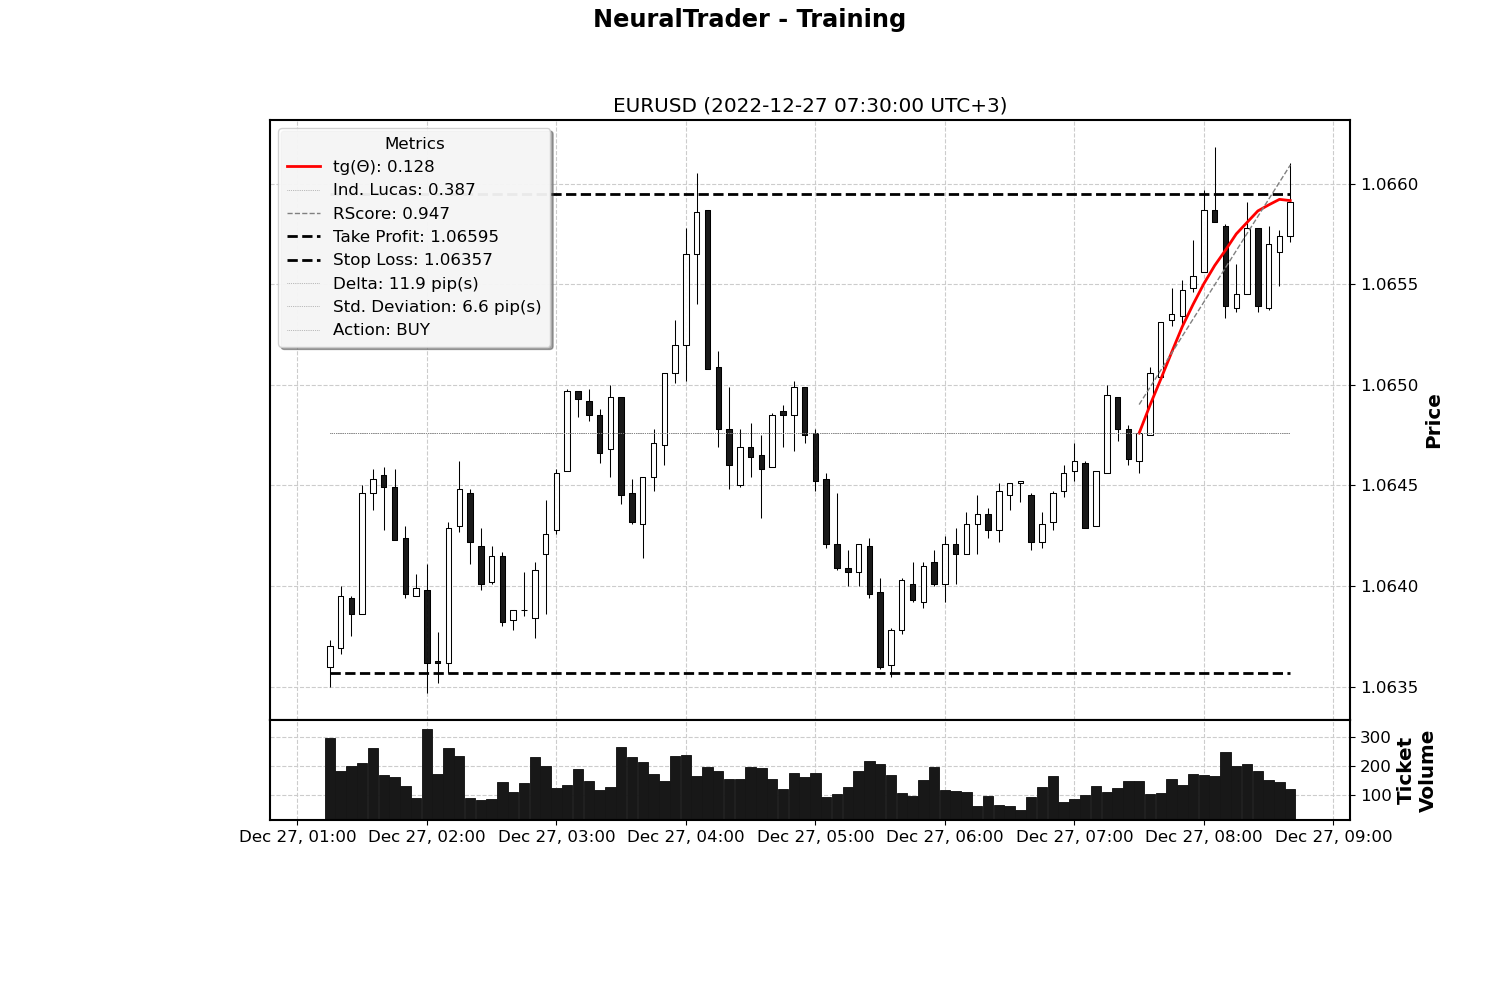 NeuralTrader - Training
EURUSD (2022-12-27 07:30:00 UTC+3)
Metrics
tg(Θ): 0.128
Ind. Lucas: 0.387
RScore: 0.947
Take Profit: 1.06595
Stop Loss: 1.06357
Delta: 11.9 pip(s)
Std. Deviation: 6.6 pip(s)
Action: BUY
1.0660
1.0655
1.0650
1.0645
1.0640
1.0635
Price
300
200
100
Ticket
Volume
Dec 27, 01:00 Dec 27, 02:00 Dec 27, 03:00 Dec 27, 04:00 Dec 27, 05:00 Dec 27, 06:00 Dec 27, 07:00 Dec 27, 08:00 Dec 27, 09:00